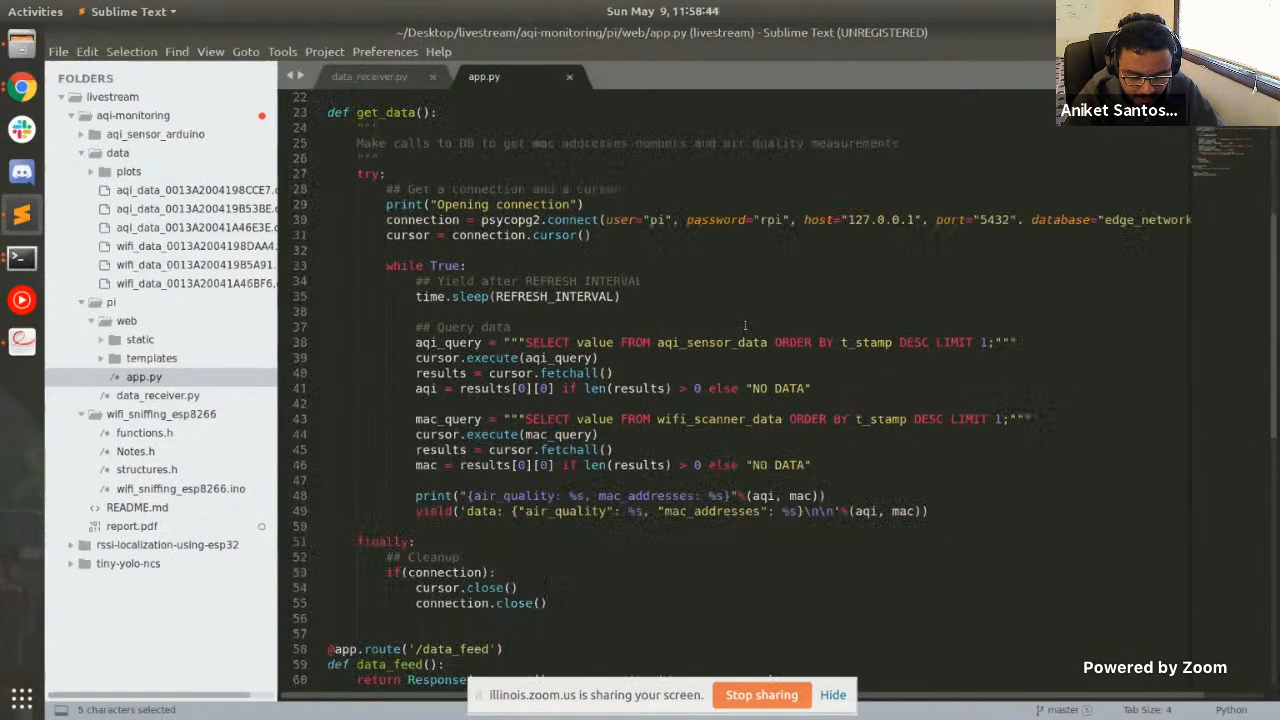 Activities
Sublime Text
Sun May 9, 11:58:44
~/Desktop/livestream/aqi-monitoring/pi/web/app.py (livestream) - Sublime Text (UNREGISTERED)
File Edit Selection View Find Goto Tools Project Preferences Help
Aniket Santos...
FOLDERS
livestream
aqi-monitoring
aqi_sensor_arduino
data
plots
aqi_data_0013A2004198CCE7.
aqi_data_0013A200419B53BE.
aqi_data_0013A20041A46E3E.
wifi_data_0013A2004198DAA4.
wifi_data_0013A200419B5A91.
wifi_data_0013A20041A46BF6.
pi
web
static
templates
app.py
data_receiver.py
wifi_sniffing_esp8266
functions.h
Notes.h
structures.h
wifi_sniffing_esp8266.ino
README.md
report.pdf
rssi-localization-using-esp32
tiny-yolo-ncs
data_receiver.py
app.py
22
23 def get_data():
24 """
25 Make calls to DB to get mac addresses numbers and air quality measurements
26 """
27 try:
28 ## Get a connection and a cursor
29 print("Opening connection")
30 connection = psycopg2.connect(user="pi", password="rpi", host="127.0.0.1", port="5432". database="edge_network
31 cursor = connection.cursor()
32
33 while True:
34 ## Yield after REFRESH INTERVAL
35 time.sleep(REFRESH_INTERVAL)
36
37 ## Query data
38 aqi_query = """SELECT value FROM aqi_sensor_data ORDER BY t_stamp DESC LIMIT 1;"""
39 cursor.execute(aqi_query)
40 results = cursor.fetchall()
41 aqi = results[0][0] if len(results) > 0 else "NO DATA"
42
43 mac_query = """SELECT value FROM wifi_scanner_data ORDER BY t_stamp DESC LIMIT 1;"""
44 cursor.execute(mac_query)
45 results = cursor.fetchall()
46 mac = results[0][0] if len(results) > 0 else "NO DATA"
47
48 print("{air_quality: %s, mac_addresses: %s}"%(aqi, mac))
49 yield('data: {"air_quality": %s, "mac_addresses": %s}\n\n'%(aqi, mac))
50
51 finally:
52 ## Cleanup
53 if(connection):
54 cursor.close()
55 connection.close()
56
57
58 @app.route('/data_feed')
59 def data_feed():
60 return Response(
illinois.zoom.us is sharing your screen.
Stop sharing
Hide
Powered by Zoom
5 characters selected
master 5
Tab Size: 4
Python